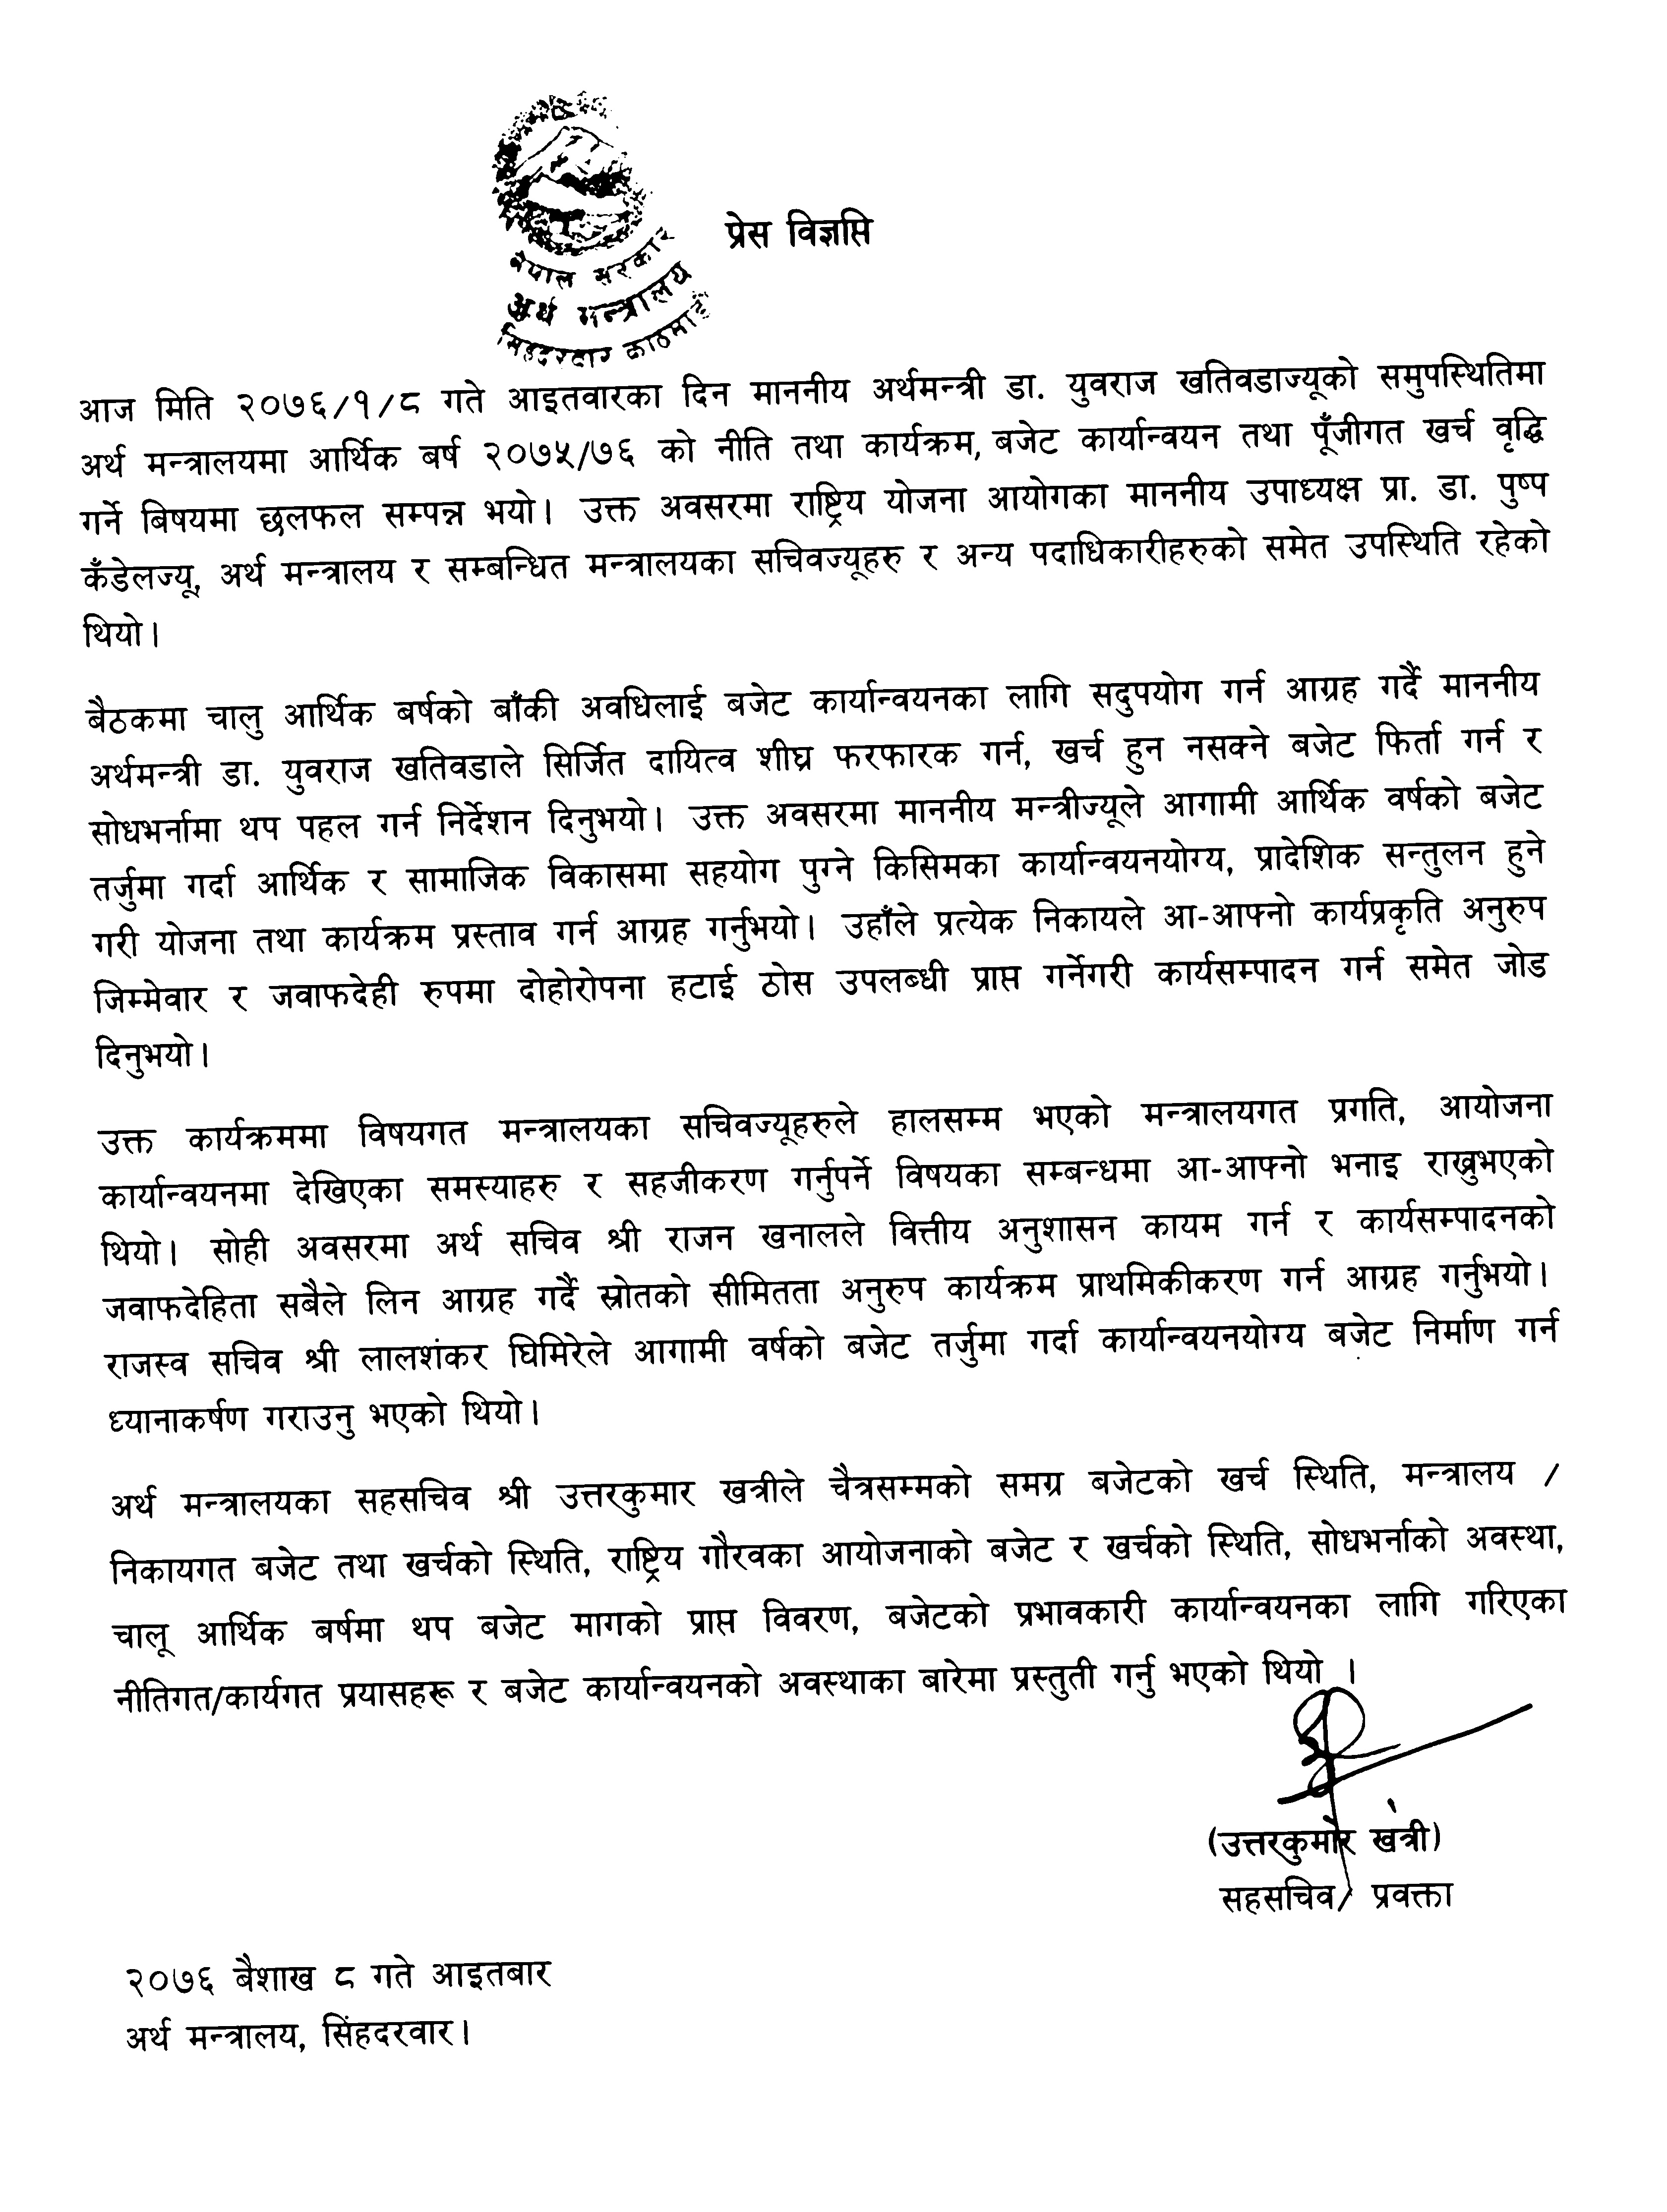 प्रेस विज्ञप्ति
नेपाल सरकार
अर्थ मन्त्रालय
सिंहदरवार काठमाडौं
आज मिति २०७६/१/८ गते आइतवारका दिन माननीय अर्थमन्त्री डा. युवराज खतिवडाज्यूको समुपस्थितिमा
अर्थ मन्त्रालयमा आर्थिक बर्ष २०७५/७६ को नीति तथा कार्यक्रम, बजेट कार्यान्वयन तथा पूँजीगत खर्च वृद्धि
गर्ने बिषयमा छलफल सम्पन्न भयो। उक्त अवसरमा राष्ट्रिय योजना आयोगका माननीय उपाध्यक्ष प्रा. डा. पुष्प
कँडेलज्यू, अर्थ मन्त्रालय र सम्बन्धित मन्त्रालयका सचिवज्यूहरु र अन्य पदाधिकारीहरुको समेत उपस्थिति रहेको
थियो।
बैठकमा चालु आर्थिक बर्षको बाँकी अवधिलाई बजेट कार्यान्वयनका लागि सदुपयोग गर्न आग्रह गर्दै माननीय
अर्थमन्त्री डा. युवराज खतिवडाले सिर्जित दायित्व शीघ्र फरफारक गर्न, खर्च हुन नसक्ने बजेट फिर्ता गर्न र
सोधभर्नामा थप पहल गर्न निर्देशन दिनुभयो। उक्त अवसरमा माननीय मन्त्रीज्यूले आगामी आर्थिक वर्षको बजेट
तर्जुमा गर्दा आर्थिक र सामाजिक विकासमा सहयोग पुग्ने किसिमका कार्यान्वयनयोग्य, प्रादेशिक सन्तुलन हुने
गरी योजना तथा कार्यक्रम प्रस्ताव गर्न आग्रह गर्नुभयो। उहाँले प्रत्येक निकायले आ-आफ्नो कार्यप्रकृति अनुरुप
जिम्मेवार र जवाफदेही रुपमा दोहोरोपना हटाई ठोस उपलब्धी प्राप्त गर्नेगरी कार्यसम्पादन गर्न समेत जोड
दिनुभयो।
उक्त कार्यक्रममा विषयगत मन्त्रालयका सचिवज्यूहरुले हालसम्म भएको मन्त्रालयगत प्रगति, आयोजना
कार्यान्वयनमा देखिएका समस्याहरु र सहजीकरण गर्नुपर्ने विषयका सम्बन्धमा आ-आफ्नो भनाइ राख्नुभएको
थियो। सोही अवसरमा अर्थ सचिव श्री राजन खनालले वित्तीय अनुशासन कायम गर्न र कार्यसम्पादनको
जवाफदेहिता सबैले लिन आग्रह गर्दै स्रोतको सीमितता अनुरुप कार्यक्रम प्राथमिकीकरण गर्न आग्रह गर्नुभयो।
राजस्व सचिव श्री लालशंकर घिमिरेले आगामी वर्षको बजेट तर्जुमा गर्दा कार्यान्वयनयोग्य बजेट निर्माण गर्न
ध्यानाकर्षण गराउनु भएको थियो।
अर्थ मन्त्रालयका सहसचिव श्री उत्तरकुमार खत्रीले चैत्रसम्मको समग्र बजेटको खर्च स्थिति, मन्त्रालय /
निकायगत बजेट तथा खर्चको स्थिति, राष्ट्रिय गौरवका आयोजनाको बजेट र खर्चको स्थिति, सोधभर्नाको अवस्था,
चालू आर्थिक बर्षमा थप बजेट मागको प्राप्त विवरण, बजेटको प्रभावकारी कार्यान्वयनका लागि गरिएका
नीतिगत/कार्यगत प्रयासहरू र बजेट कार्यान्वयनको अवस्थाका बारेमा प्रस्तुती गर्नु भएको थियो ।
(उत्तरकुमार खत्री)
सहसचिव/ प्रवक्ता
२०७६ बैशाख ८ गते आइतबार
अर्थ मन्त्रालय, सिंहदरवार।